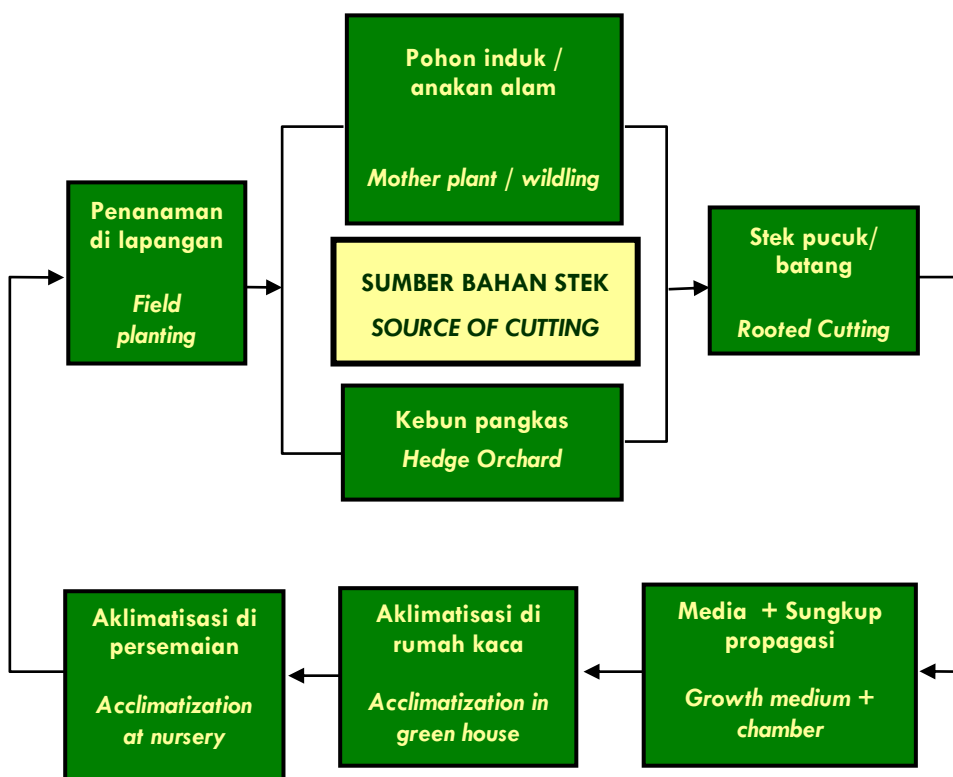 Pohon induk /
anakan alam
Mother plant / wildling
Penanaman
di lapangan
Field
planting
SUMBER BAHAN STEK
SOURCE OF CUTTING
Stek pucuk/
batang
Rooted Cutting
Kebun pangkas
Hedge Orchard
Aklimatisasi di
persemaian
Acclimatization
at nursery
Aklimatisasi di
rumah kaca
Acclimatization in
green house
Media + Sungkup
propagasi
Growth medium +
chamber